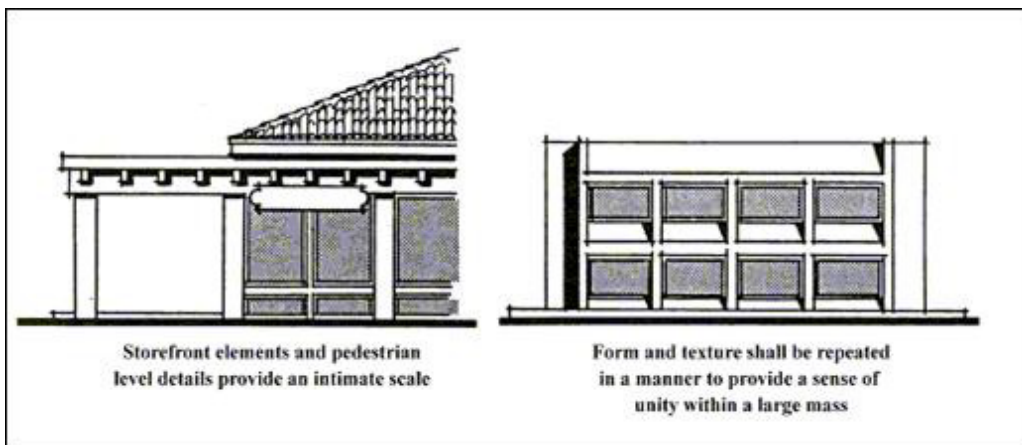 Storefront elements and pedestrian
level details provide an intimate scale
Form and texture shall be repeated
in a manner to provide a sense of
unity within a large mass